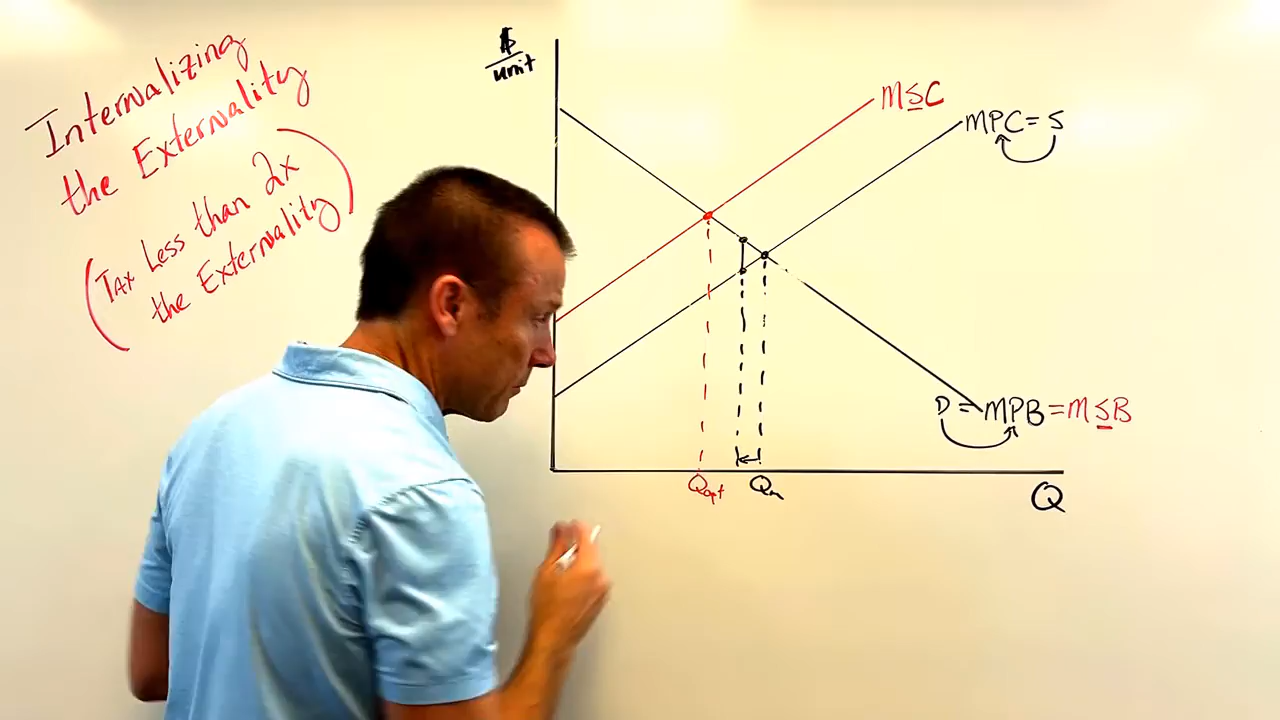 Internalizing
the Externality
(Tax Less than 2x
the Externality)
$
unit
MSC
MPC = S
D = MPB = MSB
Qopt
Qm
Q